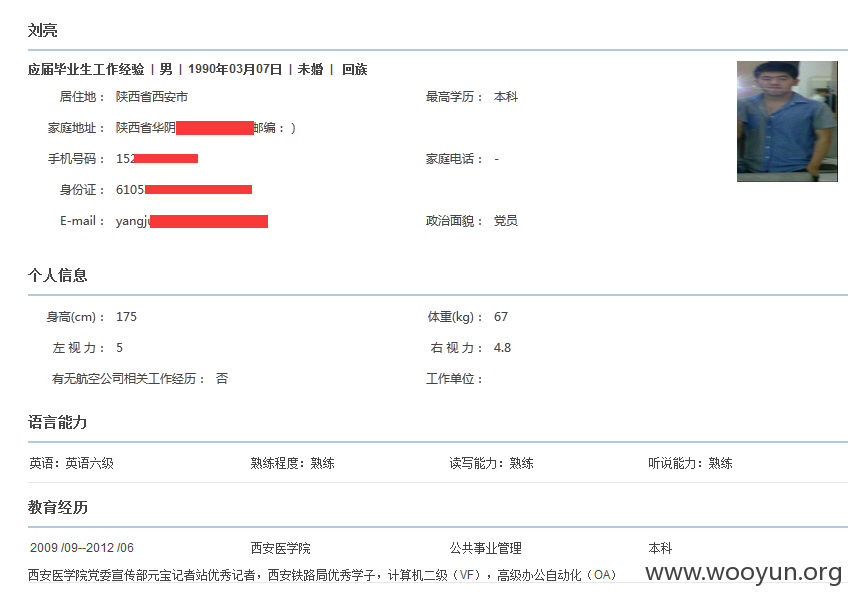 刘亮
应届毕业生工作经验 | 男 | 1990年03月07日 | 未婚 | 回族
居住地： 陕西省西安市 最高学历： 本科
家庭地址： 陕西省华阴 邮编： )
手机号码： 152 家庭电话： -
身份证： 6105
E-mail： yangju 政治面貌： 党员
个人信息
身高(cm)： 175 体重(kg)： 67
左 视 力： 5 右 视 力： 4.8
有无航空公司相关工作经历： 否 工作单位：
语言能力
英语：英语六级 熟练程度：熟练 读写能力：熟练 听说能力：熟练
教育经历
2009 /09--2012 /06 西安医学院 公共事业管理 本科
西安医学院党委宣传部元宝记者站优秀记者，西安铁路局优秀学子，计算机二级（VF），高级办公自动化（OA）
www.wooyun.org